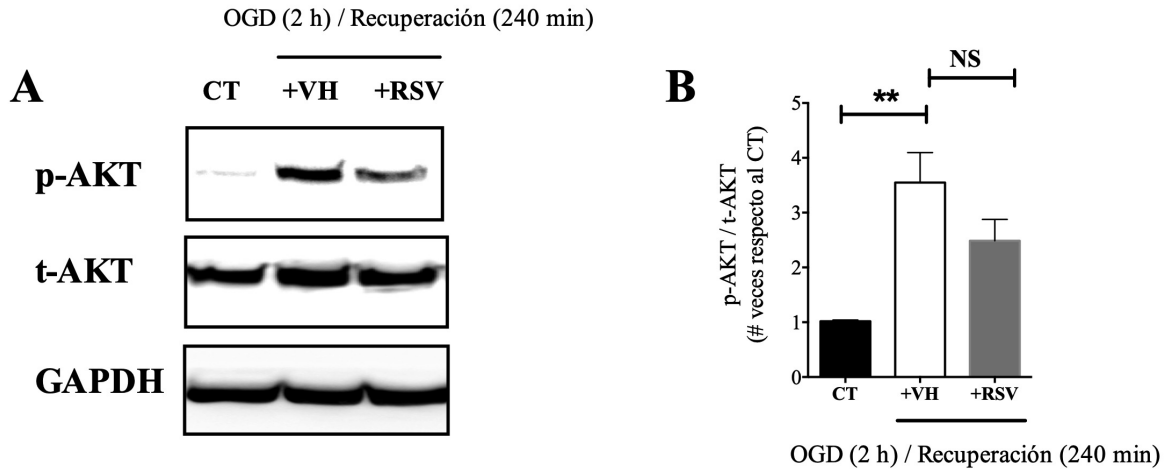 OGD (2 h) / Recuperación (240 min)
A
CT +VH +RSV
p-AKT
t-AKT
GAPDH
B
NS
**
p-AKT / t-AKT
(# veces respecto al CT)
5
4
3
2
1
0
CT +VH +RSV
OGD (2 h) / Recuperación (240 min)